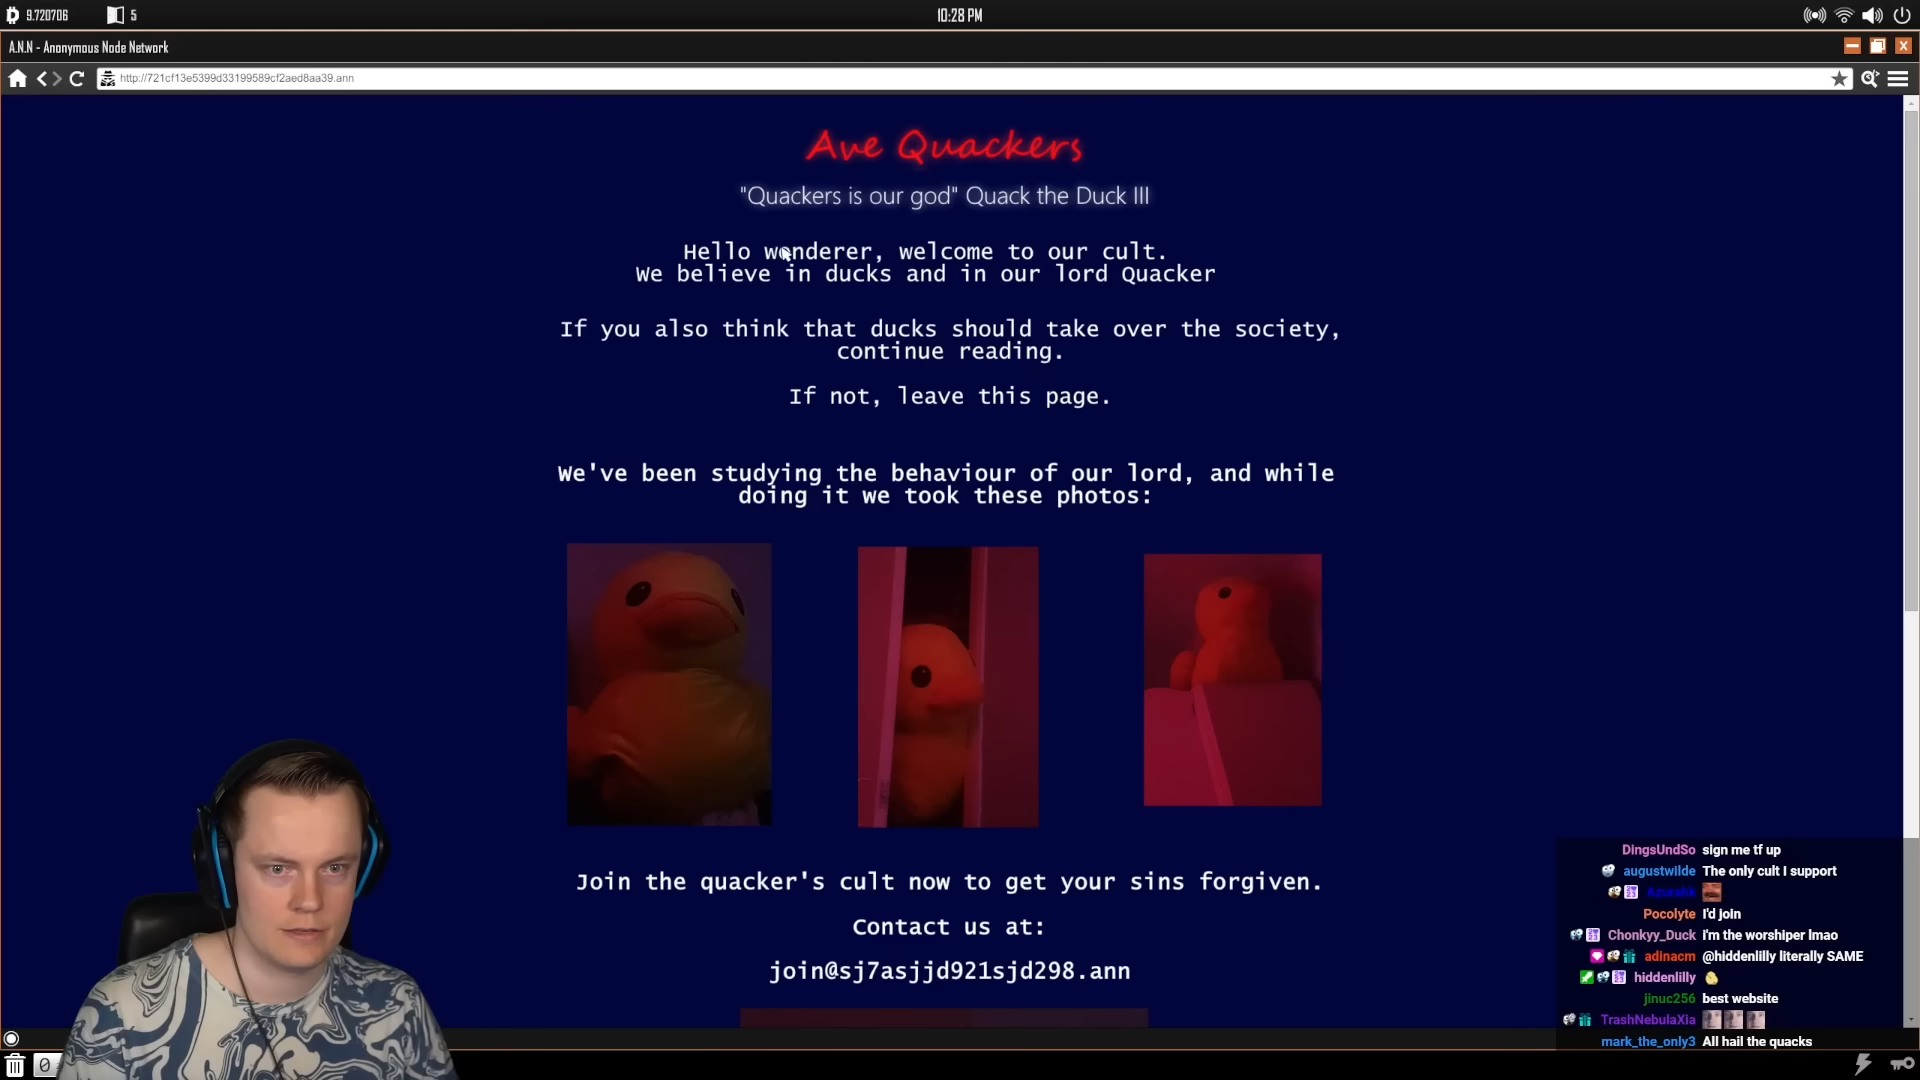 9.720706
5
10:28 PM
A.N.N - Anonymous Node Network
http://721cf13e5399d33199589cf2aed8aa39.ann
Ave Quackers
"Quackers is our god" Quack the Duck III
Hello wonderer, welcome to our cult.
We believe in ducks and in our lord Quacker
If you also think that ducks should take over the society,
continue reading.
If not, leave this page.
We've been studying the behaviour of our lord, and while
doing it we took these photos:
Join the quacker's cult now to get your sins forgiven.
Contact us at:
join@sj7asjjd921sjd298.ann
DingsUndSo sign me tf up
augustwilde The only cult I support
Azurahk
Pocolyte I'd join
Chonkyy_Duck I'm the worshiper lmao
adinacm @hiddenlilly literally SAME
hiddenlilly
jinuc256 best website
TrashNebulaXia
mark_the_only3 All hail the quacks
0